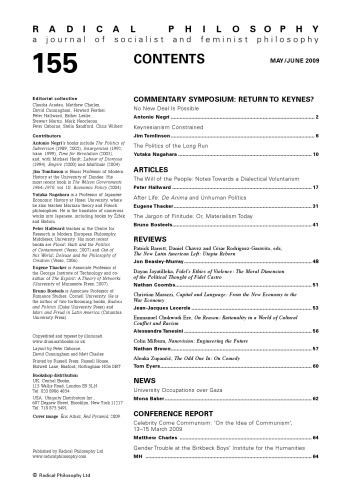 RADICAL PHILOSOPHY
a journal of socialist and feminist philosophy
155
CONTENTS
MAY/JUNE 2009
Editorial collective
Claudia Aradau, Matthew Charles,
David Cunningham, Howard Feather,
Peter Hallward, Esther Leslie,
Stewart Martin, Mark Neocleous,
Peter Osborne, Stella Sandford, Chris Wilbert
Contributors
Antonio Negri's books include The Politics of
Subversion (1989, 2005), Insurgencies (1997,
1999), Time for Revolution (2003),
and, with Michael Hardt, Labour of Dionysus
(1994), Empire (2000) and Multitude (2004).
Jim Tomlinson is Bonar Professor of Modern
History at the University of Dundee. His
most recent book is The Wilson Governments
1964–1970: Vol. III: Economic Policy (2004).
Yutaka Nagahara is a Professor of Japanese
Economic History at Hosei University, where
he also teaches Marxian theory and French
philosophers. He is the translator of numerous
works into Japanese, including books by Žižek
and Badiou.
Peter Hallward teaches in the Centre for
Research in Modern European Philosophy,
Middlesex University. His most recent
books are Damming the Flood: Haiti and the Politics
of Containment (Verso, 2007) and Out of
this World: Deleuze and the Philosophy of
Creation (Verso, 2006).
Eugene Thacker is Associate Professor at
the Georgia Institute of Technology and co-
author of The Exploit: A Theory of Networks
(University of Minnesota Press, 2007).
Bruno Bosteels is Associate Professor of
Romance Studies, Cornell University. He is
the author of two forthcoming books, Badiou
and Politics (Duke University Press) and
Marx and Freud in Latin America (Columbia
University Press).
Copyedited and typeset by illuminati
www.illuminatibooks.co.uk
Layout by Peter Osborne,
David Cunningham and Matt Charles
Printed by Russell Press, Russell House,
Bulwell Lane, Basford, Nottingham NG6 0BT
Bookshop distribution
UK: Central Books,
115 Wallis Road, London E9 5LN
Tel: 020 8986 4854
USA: Ubiquity Distributors Inc.,
607 Degraw Street, Brooklyn, New York 11217
Tel: 718 875 5491
Cover image: Eric Alliez, Red Pyramid, 2009
Published by Radical Philosophy Ltd.
www.radicalphilosophy.com
© Radical Philosophy Ltd
COMMENTARY SYMPOSIUM: RETURN TO KEYNES?
No New Deal Is Possible
Antonio Negri 2
Keynesianism Constrained
Jim Tomlinson 6
The Politics of the Long Run
Yutaka Nagahara 10
ARTICLES
The Will of the People: Notes Towards a Dialectical Voluntarism
Peter Hallward 17
After Life: De Anima and Unhuman Politics
Eugene Thacker 31
The Jargon of Finitude: Or, Materialism Today
Bruno Bosteels 41
REVIEWS
Patrick Barrett, Daniel Chavez and César Rodríguez-Garavito, eds,
The New Latin American Left: Utopia Reborn
Jon Beasley-Murray 48
Dayan Jayatilleka, Fidel's Ethics of Violence: The Moral Dimension
of the Political Thought of Fidel Castro
Nathan Coombs 51
Christian Marazzi, Capital and Language: From the New Economy to the
War Economy
Jean-Jacques Lecercle 53
Emmanuel Chukwudi Eze, On Reason: Rationality in a World of Cultural
Conflict and Racism
Alessandra Tanesini 56
Colin Milburn, Nanovision: Engineering the Future
Nathan Brown 57
Alenka Zupančič, The Odd One In: On Comedy
Tom Eyers 60
NEWS
University Occupations over Gaza
Mona Baker 62
CONFERENCE REPORT
Celebrity Come Communism: 'On the Idea of Communism',
13–15 March 2009
Matthew Charles 64
Gender Trouble at the Birkbeck Boys' Institute for the Humanities
MH 64